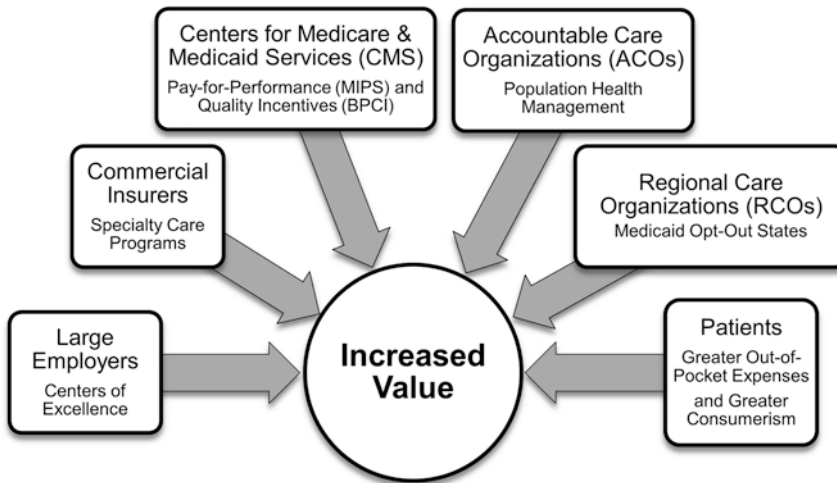 Centers for Medicare &
Medicaid Services (CMS)
Pay-for-Performance (MIPS) and
Quality Incentives (BPCI)
Accountable Care
Organizations (ACOs)
Population Health
Management
Commercial
Insurers
Specialty Care
Programs
Regional Care
Organizations (RCOs)
Medicaid Opt-Out States
Large
Employers
Centers of
Excellence
Increased
Value
Patients
Greater Out-of-
Pocket Expenses
and Greater
Consumerism